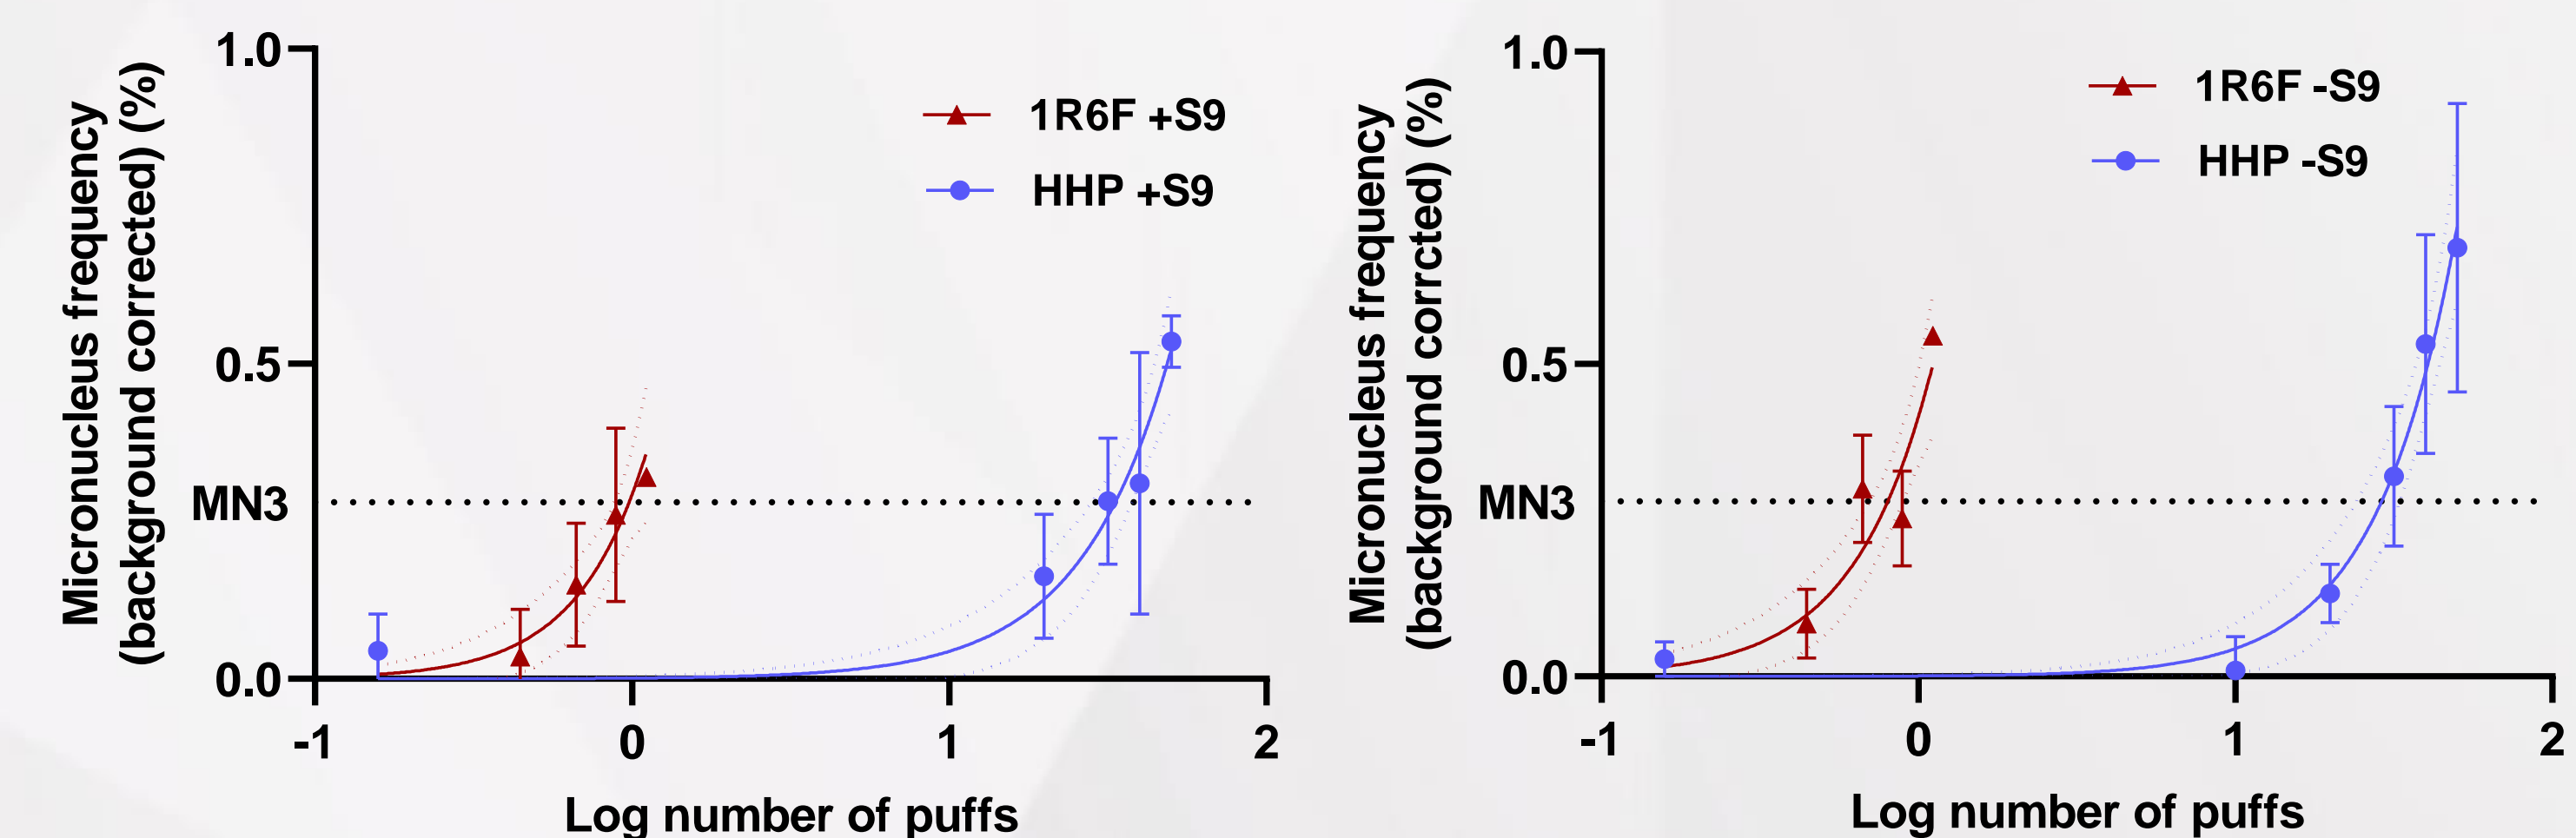 Micronucleus frequency
(background corrected) (%)
1.0
0.5
MN3
0.0
-1
0
1
2
Log number of puffs
1R6F +S9
HHP +S9
Micronucleus frequency
(background corrcted) (%)
1.0
0.5
MN3
0.0
-1
0
1
2
Log number of puffs
1R6F -S9
HHP -S9